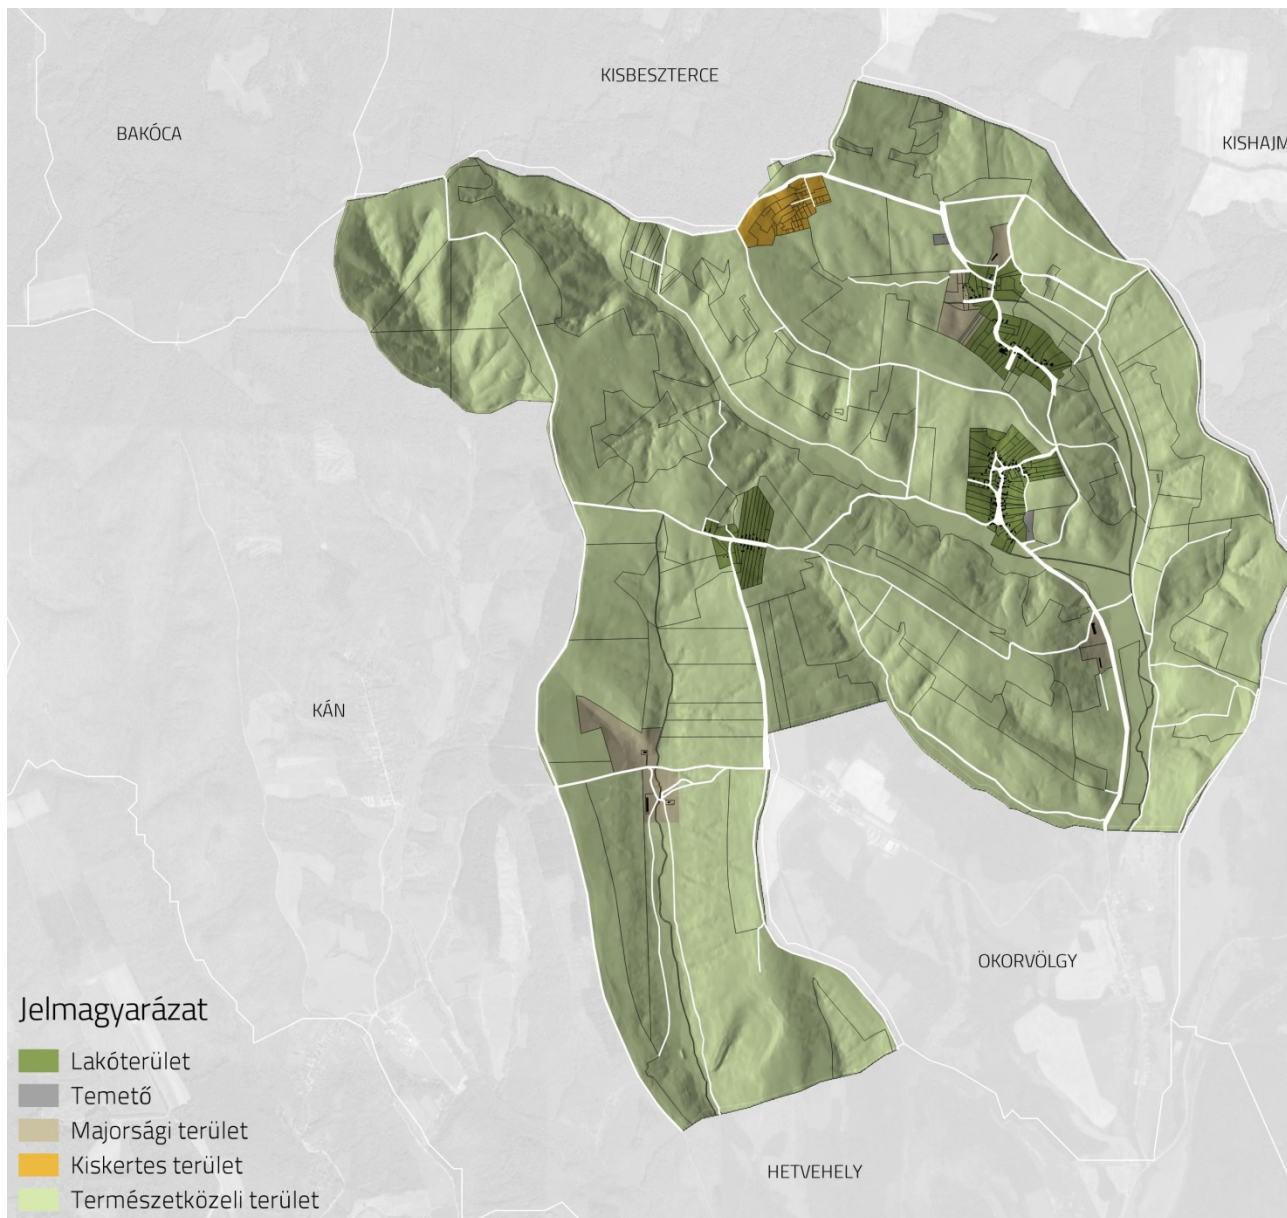 KISBESZTERCE
BAKÓCA
KISHAJM
KÁN
OKORVÖLGY
HETVEHELY
Jelmagyarázat
Lakóterület
Temető
Majorsági terület
Kiskertes terület
Természetközeli terület